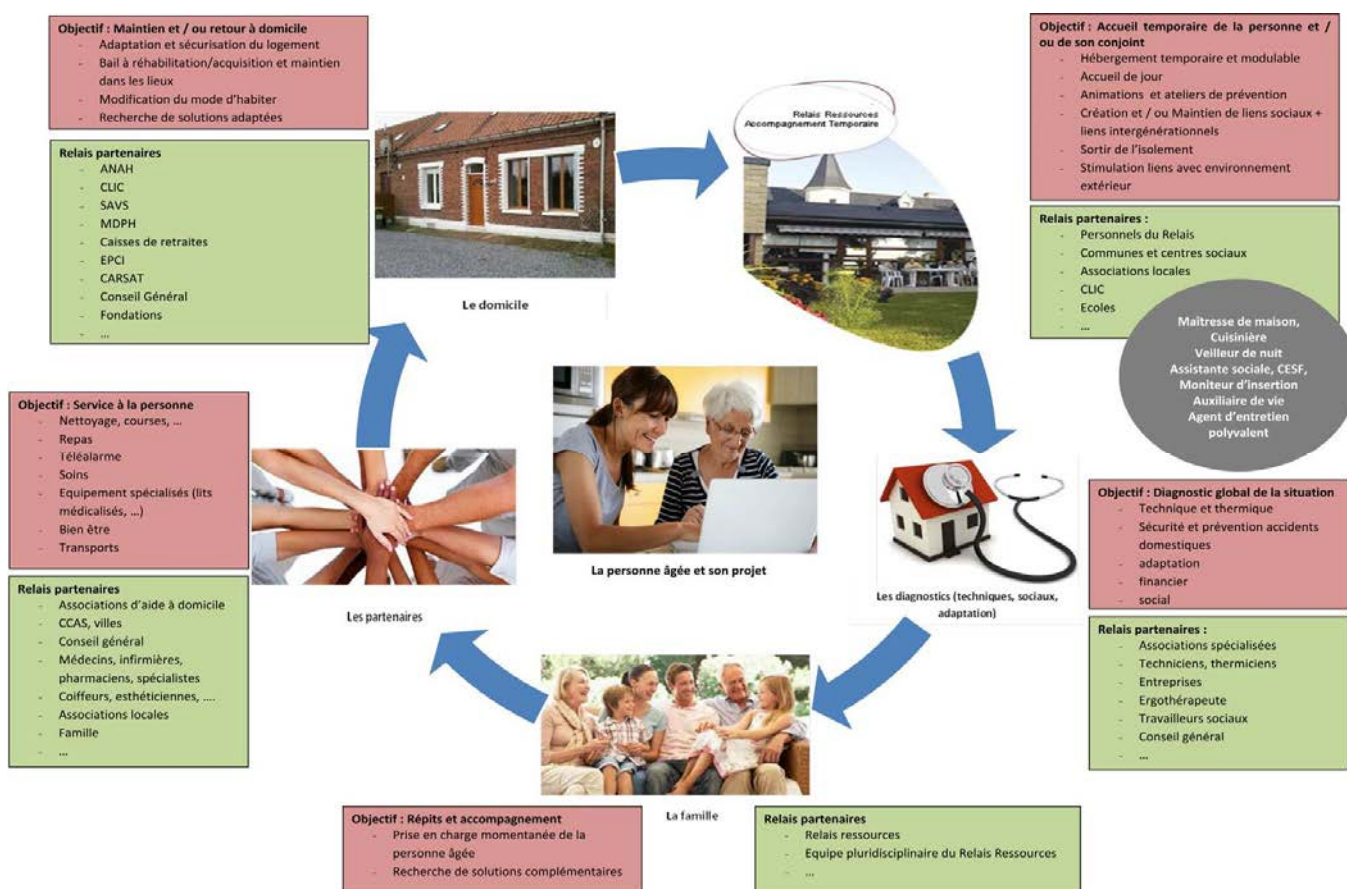 Objectif : Maintien et / ou retour à domicile
- Adaptation et sécurisation du logement
- Bail à réhabilitation/acquisition et maintien
dans les lieux
- Modification du mode d'habiter
- Recherche de solutions adaptées
Relais partenaires
- ANAH
- CLIC
- SAVS
- MDPH
- Caisses de retraites
- EPCI
- CARSAT
- Conseil Général
- Fondations
- ...
Le domicile
Relais Ressources
Accompagnement Temporaire
Objectif : Accueil temporaire de la personne et /
ou de son conjoint
- Hébergement temporaire et modulable
- Accueil de jour
- Animations et ateliers de prévention
- Création et / ou Maintien de liens sociaux +
liens intergénérationnels
- Sortir de l'isolement
- Stimulation liens avec environnement
extérieur
Relais partenaires :
- Personnels du Relais
- Communes et centres sociaux
- Associations locales
- CLIC
- Ecoles
- ...
Maîtresse de maison,
Cuisinière
Veilleur de nuit
Assistante sociale, CESF,
Moniteur d'insertion
Auxiliaire de vie
Agent d'entretien
polyvalent
Objectif : Service à la personne
- Nettoyage, courses, ...
- Repas
- Téléalarme
- Soins
- Equipement spécialisés (lits
médicalisés, ...)
- Bien être
- Transports
Relais partenaires
- Associations d'aide à domicile
- CCAS, villes
- Conseil général
- Médecins, infirmières,
pharmaciens, spécialistes
- Coiffeurs, esthéticiennes, ....
- Associations locales
- Famille
- ...
Les partenaires
La personne âgée et son projet
Les diagnostics (techniques, sociaux,
adaptation)
Objectif : Diagnostic global de la situation
- Technique et thermique
- Sécurité et prévention accidents
domestiques
- adaptation
- financier
- social
Relais partenaires :
- Associations spécialisées
- Techniciens, thermiciens
- Entreprises
- Ergothérapeute
- Travailleurs sociaux
- Conseil général
- ...
La famille
Objectif : Répits et accompagnement
- Prise en charge momentanée de la
personne âgée
- Recherche de solutions complémentaires
Relais partenaires
- Relais ressources
- Equipe pluridisciplinaire du Relais Ressources
- ...